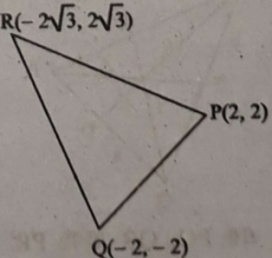 R(− 2√3, 2√3)
P(2, 2)
Q(−2, −2)